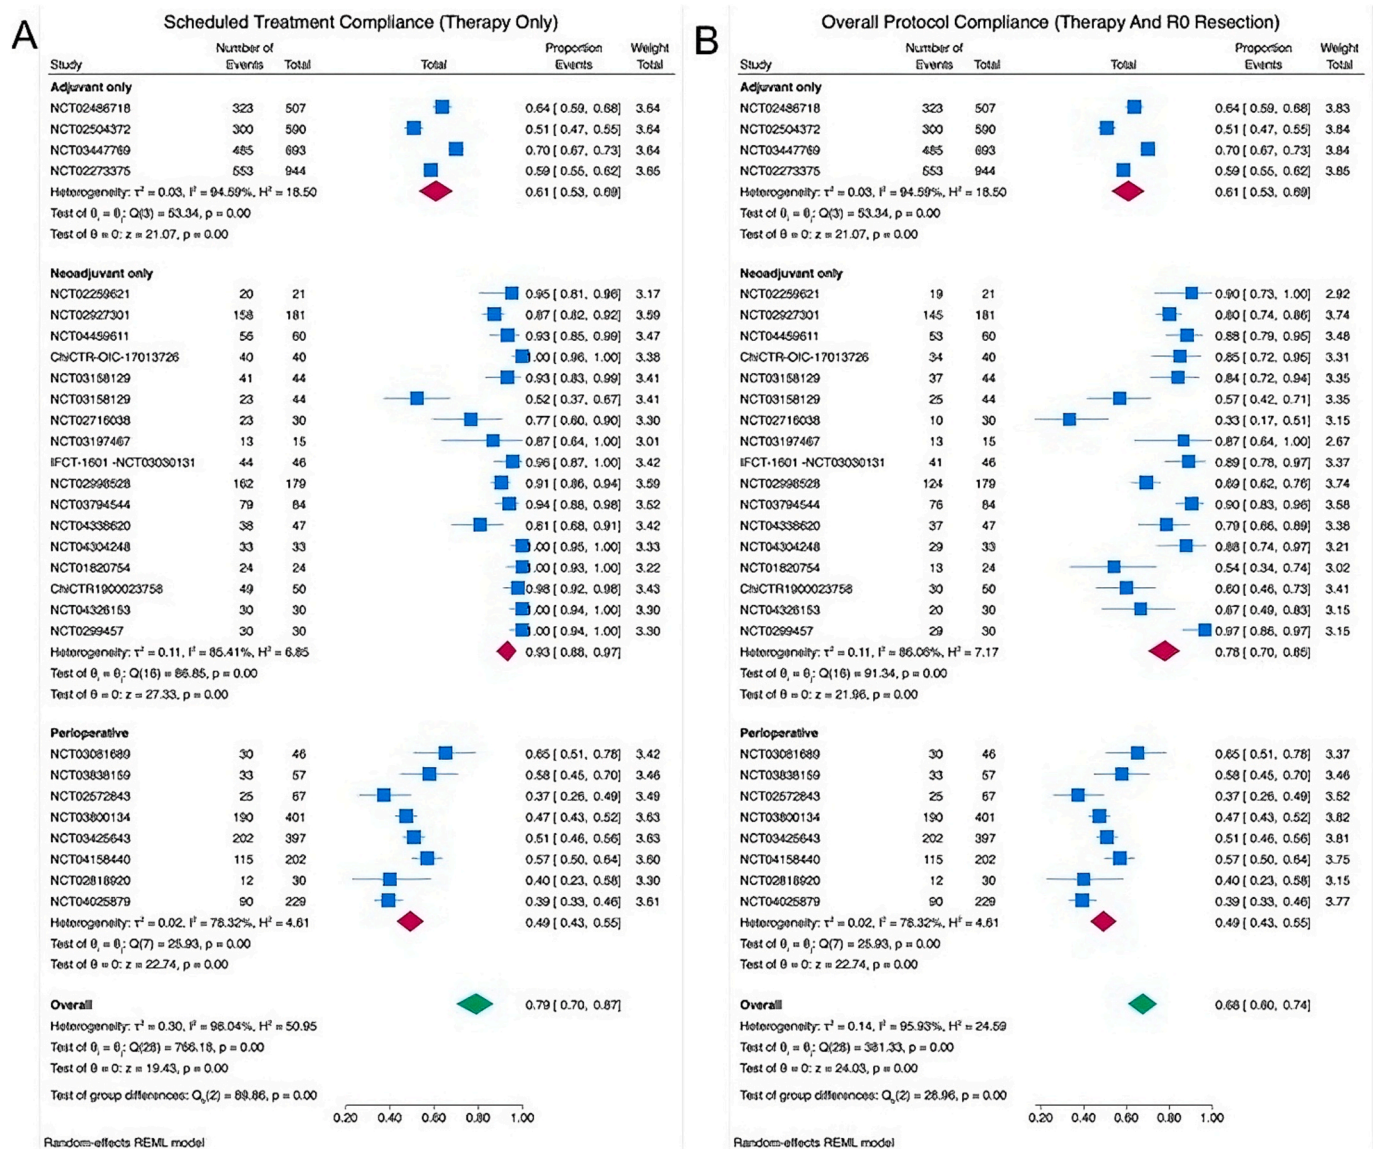 A
Scheduled Treatment Compliance (Therapy Only)
Number of Proportion Weight
Study Events Total Total Events Total
Adjuvant only
NCT02486718 323 507 0.64 [ 0.59, 0.68] 3.64
NCT02504372 300 590 0.51 [ 0.47, 0.55] 3.64
NCT03447769 485 693 0.70 [ 0.67, 0.73] 3.64
NCT02273375 553 944 0.59 [ 0.55, 0.62] 3.65
Heterogeneity: τ² = 0.03, I² = 94.59%, H² = 18.50 0.61 [ 0.53, 0.69]
Test of θᵢ = θⱼ: Q(3) = 53.34, p = 0.00
Test of θ = 0: z = 21.07, p = 0.00
Neoadjuvant only
NCT02259621 20 21 0.95 [ 0.81, 0.96] 3.17
NCT02927301 158 181 0.87 [ 0.82, 0.92] 3.59
NCT04459611 56 60 0.93 [ 0.85, 0.99] 3.47
ChiCTR-OIC-17013726 40 40 1.00 [ 0.96, 1.00] 3.38
NCT03158129 41 44 0.93 [ 0.83, 0.99] 3.41
NCT03158129 23 44 0.52 [ 0.37, 0.67] 3.41
NCT02716038 23 30 0.77 [ 0.60, 0.90] 3.30
NCT03197467 13 15 0.87 [ 0.64, 1.00] 3.01
IFCT-1601 -NCT03030131 44 46 0.96 [ 0.87, 1.00] 3.42
NCT02998528 162 179 0.91 [ 0.86, 0.94] 3.59
NCT03794544 79 84 0.94 [ 0.88, 0.98] 3.52
NCT04338620 38 47 0.81 [ 0.68, 0.91] 3.42
NCT04304248 33 33 1.00 [ 0.95, 1.00] 3.33
NCT01820754 24 24 1.00 [ 0.93, 1.00] 3.22
ChiCTR1900023758 49 50 0.98 [ 0.92, 0.98] 3.43
NCT04326153 30 30 1.00 [ 0.94, 1.00] 3.30
NCT0299457 30 30 1.00 [ 0.94, 1.00] 3.30
Heterogeneity: τ² = 0.11, I² = 85.41%, H² = 6.85 0.93 [ 0.88, 0.97]
Test of θᵢ = θⱼ: Q(16) = 86.85, p = 0.00
Test of θ = 0: z = 27.33, p = 0.00
Perioperative
NCT03081689 30 46 0.65 [ 0.51, 0.78] 3.42
NCT03838159 33 57 0.58 [ 0.45, 0.70] 3.46
NCT02572843 25 67 0.37 [ 0.26, 0.49] 3.49
NCT03800134 190 401 0.47 [ 0.43, 0.52] 3.63
NCT03425643 202 397 0.51 [ 0.46, 0.56] 3.63
NCT04158440 115 202 0.57 [ 0.50, 0.64] 3.60
NCT02818920 12 30 0.40 [ 0.23, 0.58] 3.30
NCT04025879 90 229 0.39 [ 0.33, 0.46] 3.61
Heterogeneity: τ² = 0.02, I² = 78.32%, H² = 4.61 0.49 [ 0.43, 0.55]
Test of θᵢ = θⱼ: Q(7) = 25.93, p = 0.00
Test of θ = 0: z = 22.74, p = 0.00
Overall 0.79 [ 0.70, 0.87]
Heterogeneity: τ² = 0.30, I² = 98.04%, H² = 50.95
Test of θᵢ = θⱼ: Q(28) = 766.18, p = 0.00
Test of θ = 0: z = 19.43, p = 0.00
Test of group differences: Q_b(2) = 89.86, p = 0.00
0.20 0.40 0.60 0.80 1.00
Random-effects REML model
B
Overall Protocol Compliance (Therapy And R0 Resection)
Number of Proportion Weight
Study Events Total Total Events Total
Adjuvant only
NCT02486718 323 507 0.64 [ 0.59, 0.68] 3.83
NCT02504372 300 590 0.51 [ 0.47, 0.55] 3.84
NCT03447769 485 693 0.70 [ 0.67, 0.73] 3.84
NCT02273375 553 944 0.59 [ 0.55, 0.62] 3.85
Heterogeneity: τ² = 0.03, I² = 94.59%, H² = 18.50 0.61 [ 0.53, 0.69]
Test of θᵢ = θⱼ: Q(3) = 53.34, p = 0.00
Test of θ = 0: z = 21.07, p = 0.00
Neoadjuvant only
NCT02259621 19 21 0.90 [ 0.73, 1.00] 2.92
NCT02927301 145 181 0.80 [ 0.74, 0.86] 3.74
NCT04459611 53 60 0.88 [ 0.79, 0.95] 3.48
ChiCTR-OIC-17013726 34 40 0.85 [ 0.72, 0.95] 3.31
NCT03158129 37 44 0.84 [ 0.72, 0.94] 3.35
NCT03158129 25 44 0.57 [ 0.42, 0.71] 3.35
NCT02716038 10 30 0.33 [ 0.17, 0.51] 3.15
NCT03197467 13 15 0.87 [ 0.64, 1.00] 2.67
IFCT-1601 -NCT03030131 41 46 0.89 [ 0.78, 0.97] 3.37
NCT02998528 124 179 0.69 [ 0.62, 0.76] 3.74
NCT03794544 76 84 0.90 [ 0.83, 0.96] 3.58
NCT04338620 37 47 0.79 [ 0.66, 0.89] 3.38
NCT04304248 29 33 0.88 [ 0.74, 0.97] 3.21
NCT01820754 13 24 0.54 [ 0.34, 0.74] 3.02
ChiCTR1900023758 30 50 0.60 [ 0.46, 0.73] 3.41
NCT04326153 20 30 0.67 [ 0.49, 0.83] 3.15
NCT0299457 29 30 0.97 [ 0.86, 0.97] 3.15
Heterogeneity: τ² = 0.11, I² = 86.06%, H² = 7.17 0.78 [ 0.70, 0.85]
Test of θᵢ = θⱼ: Q(16) = 91.34, p = 0.00
Test of θ = 0: z = 21.96, p = 0.00
Perioperative
NCT03081689 30 46 0.65 [ 0.51, 0.78] 3.37
NCT03838159 33 57 0.58 [ 0.45, 0.70] 3.46
NCT02572843 25 67 0.37 [ 0.26, 0.49] 3.52
NCT03800134 190 401 0.47 [ 0.43, 0.52] 3.82
NCT03425643 202 397 0.51 [ 0.46, 0.56] 3.81
NCT04158440 115 202 0.57 [ 0.50, 0.64] 3.75
NCT02818920 12 30 0.40 [ 0.23, 0.58] 3.15
NCT04025879 90 229 0.39 [ 0.33, 0.46] 3.77
Heterogeneity: τ² = 0.02, I² = 78.32%, H² = 4.61 0.49 [ 0.43, 0.55]
Test of θᵢ = θⱼ: Q(7) = 25.93, p = 0.00
Test of θ = 0: z = 22.74, p = 0.00
Overall 0.68 [ 0.60, 0.74]
Heterogeneity: τ² = 0.14, I² = 95.93%, H² = 24.59
Test of θᵢ = θⱼ: Q(28) = 381.33, p = 0.00
Test of θ = 0: z = 24.03, p = 0.00
Test of group differences: Q_b(2) = 28.96, p = 0.00
0.20 0.40 0.60 0.80 1.00
Random-effects REML model